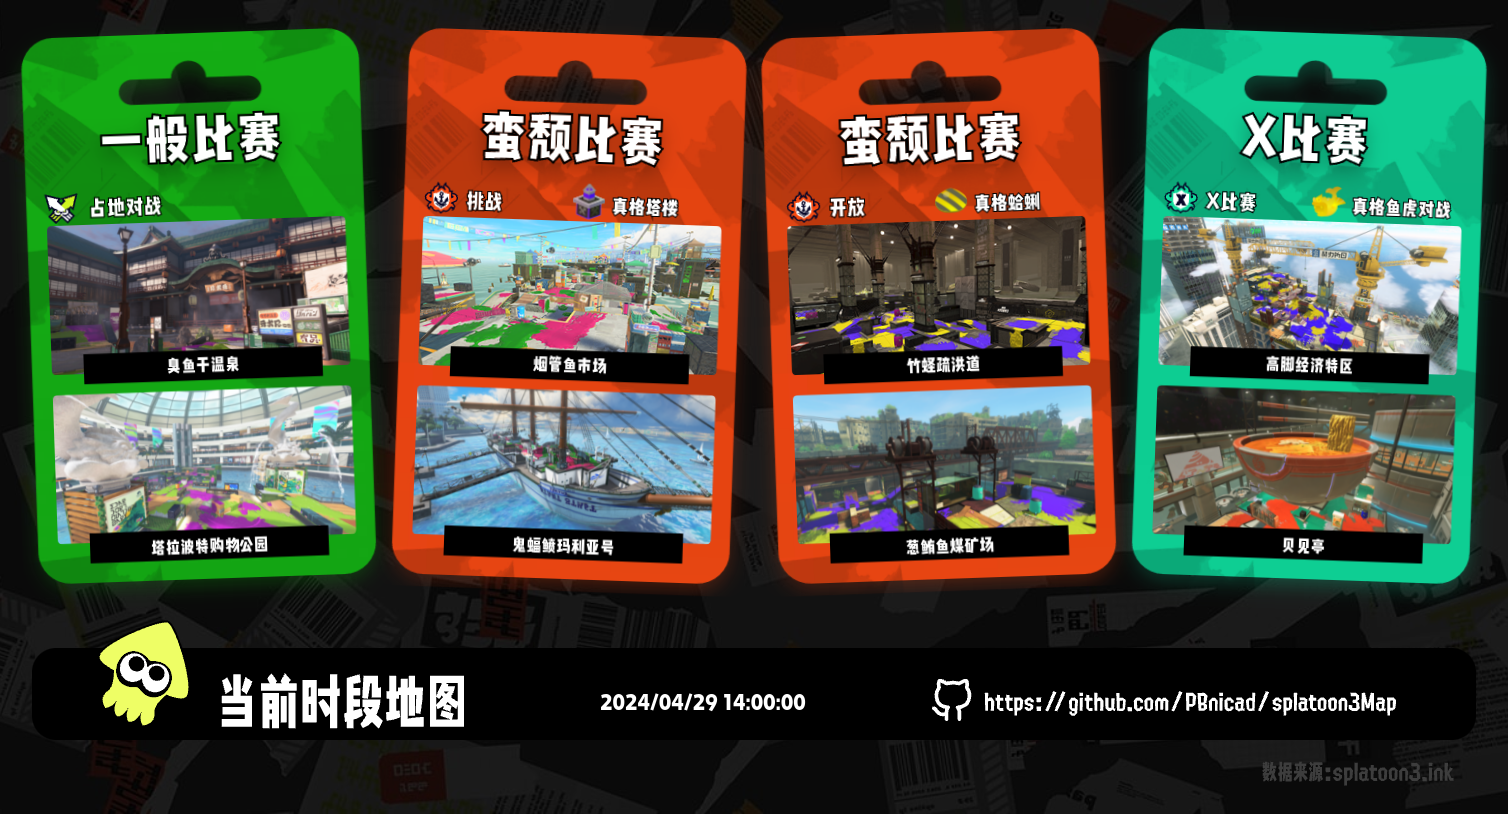 一般比赛
占地对战
臭鱼干温泉
塔拉波特购物公园
蛮颓比赛
挑战
真格塔楼
烟管鱼市场
鬼蝠鲼玛利亚号
蛮颓比赛
开放
真格蛤蜊
竹蛏疏洪道
葱鲔鱼煤矿场
X比赛
X比赛
真格鱼虎对战
高脚经济特区
贝见亭
当前时段地图
2024/04/29 14:00:00
https://github.com/PBnicad/splatoon3Map
数据来源:splatoon3.ink